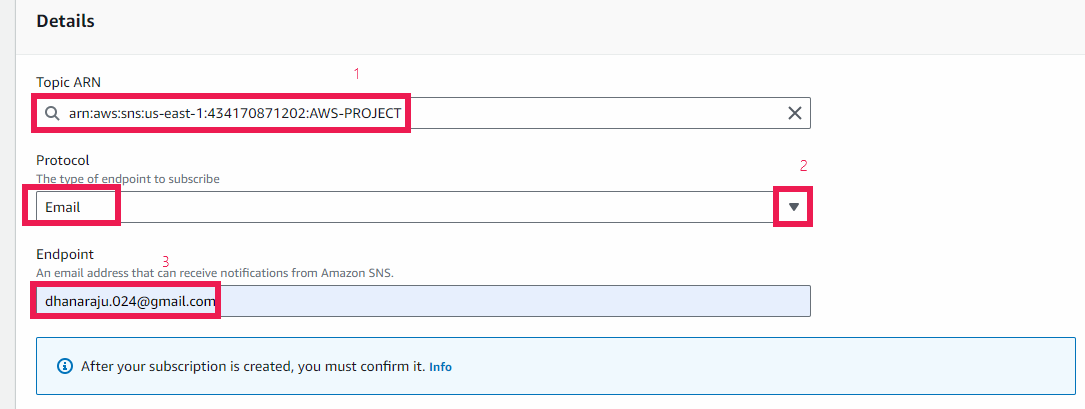 Details
1
Topic ARN
arn:aws:sns:us-east-1:434170871202:AWS-PROJECT
Protocol
2
The type of endpoint to subscribe
Email
Endpoint
3
An email address that can receive notifications from Amazon SNS.
dhanaraju.024@gmail.com
After your subscription is created, you must confirm it. Info